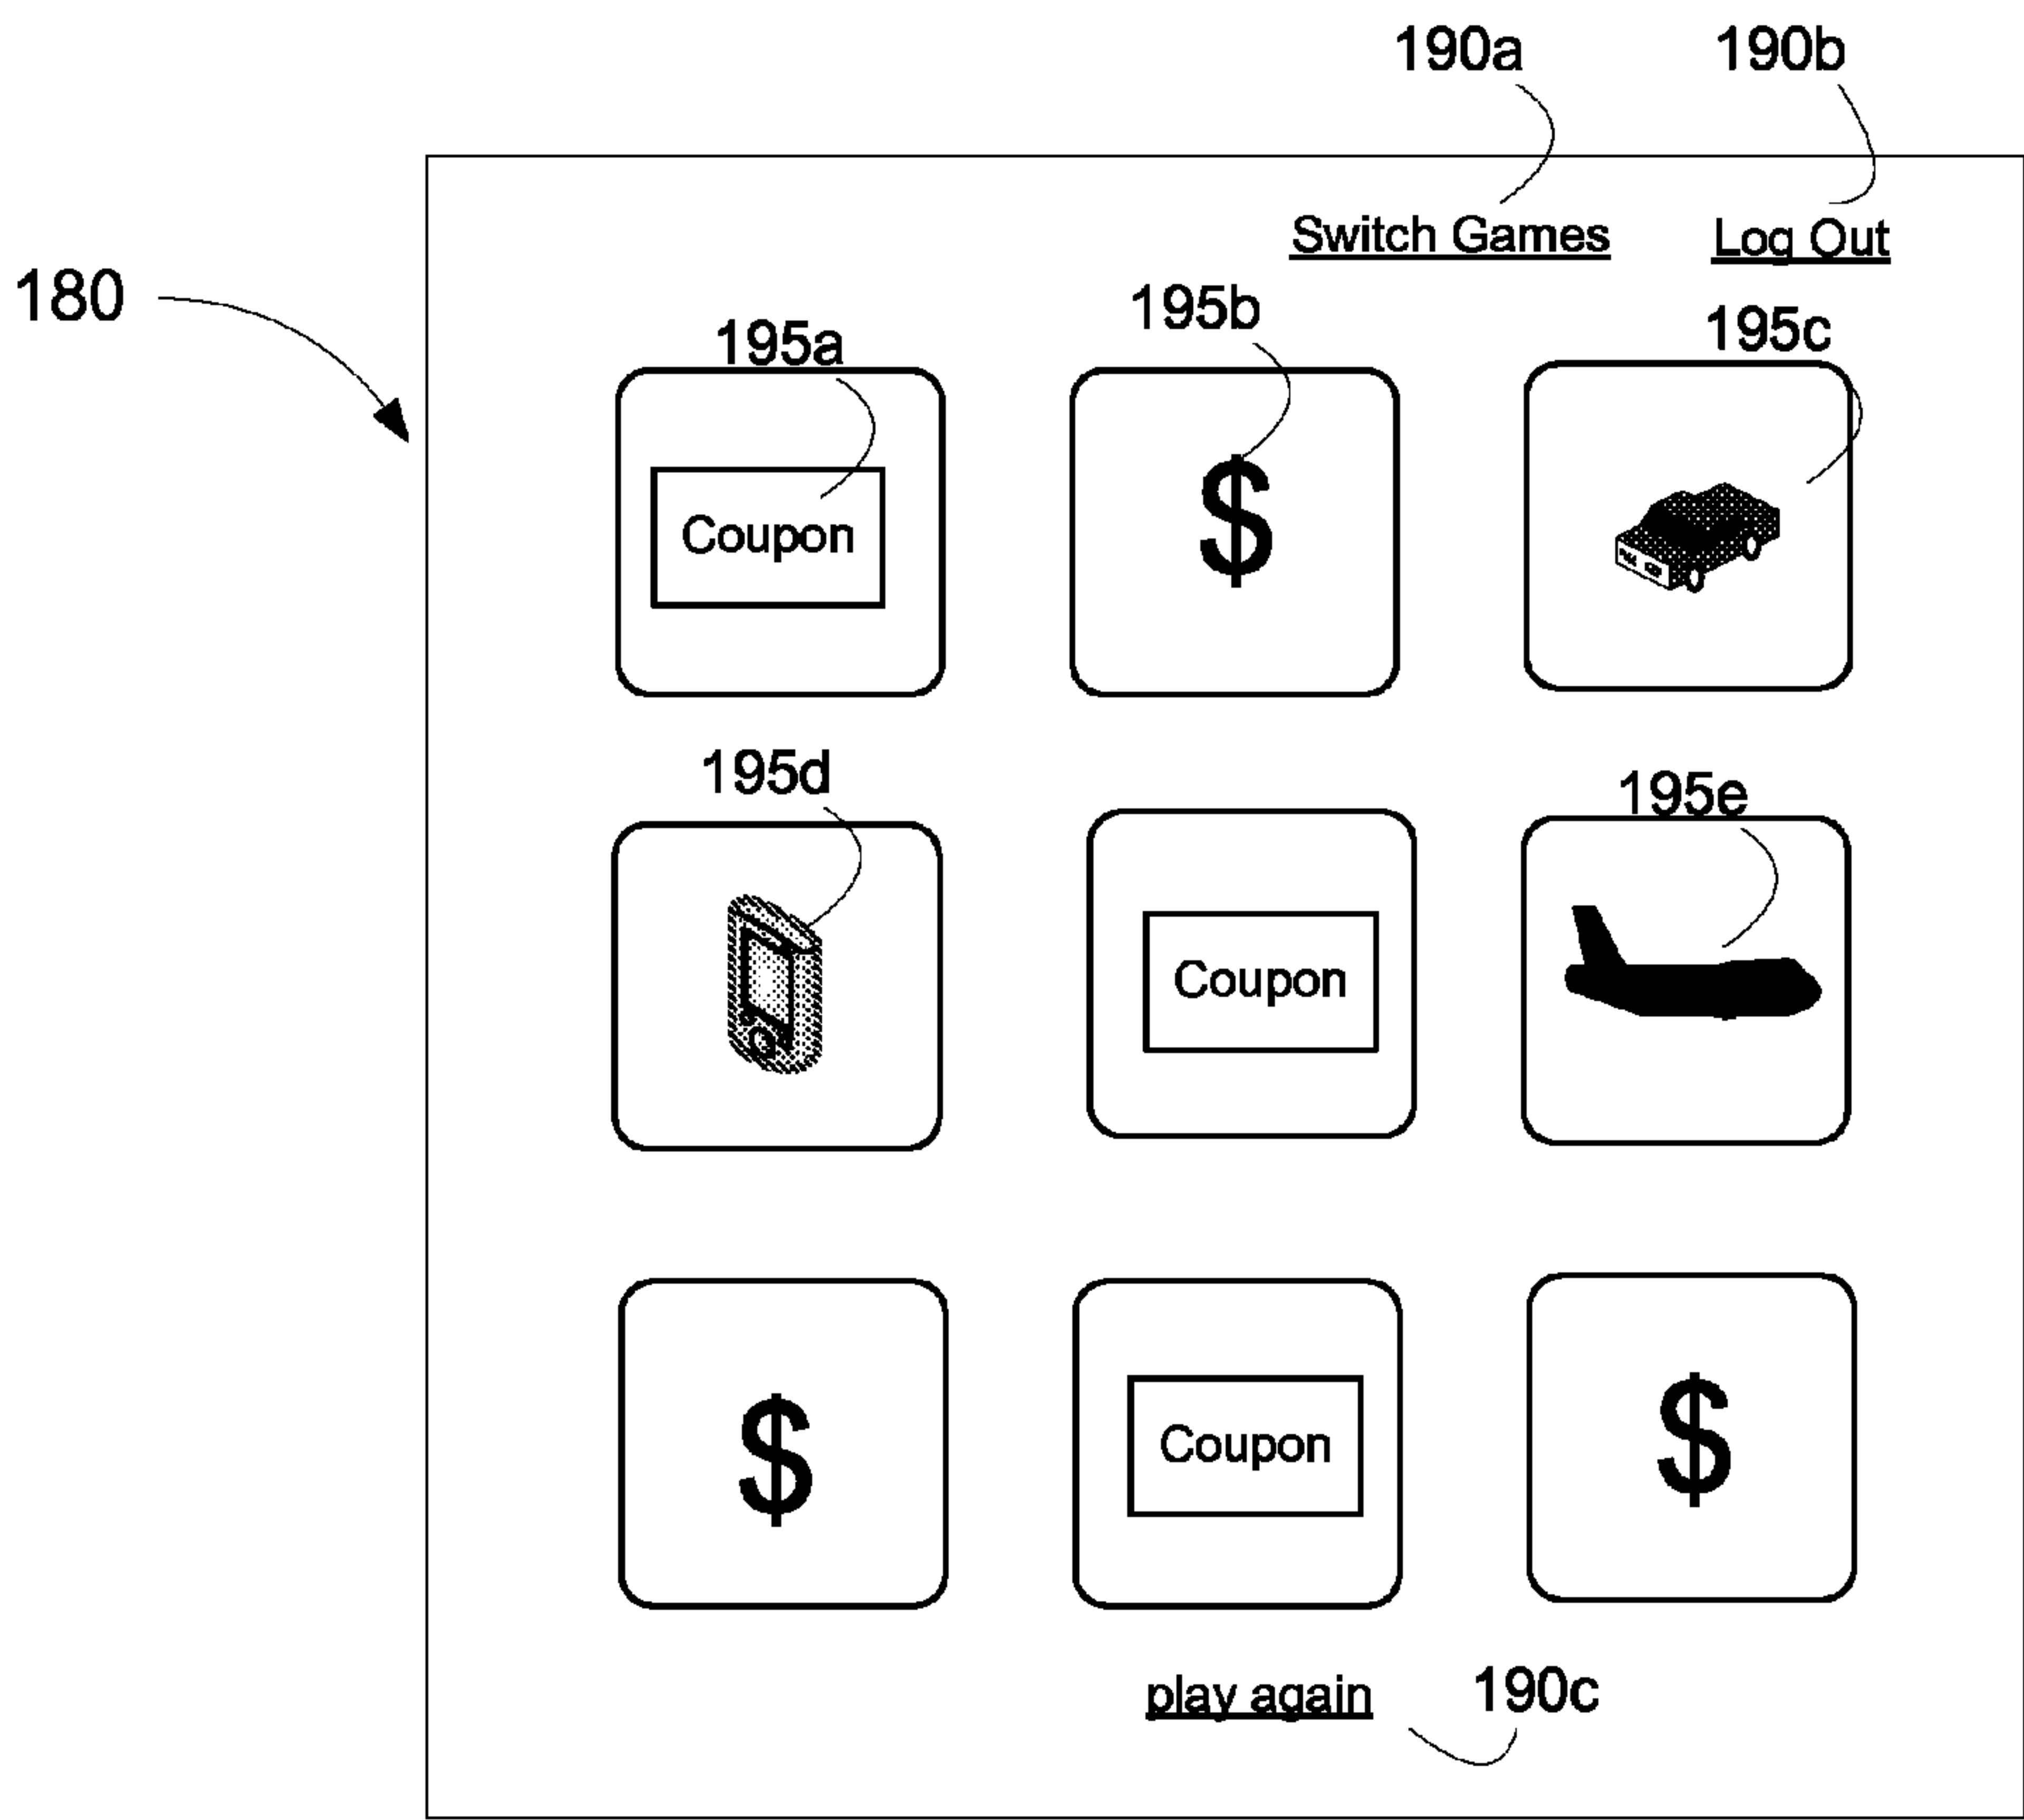 190a 190b
Switch Games Log Out
180
195a 195b 195c
Coupon $
195d 195e
Coupon
$ Coupon $
play again 190c